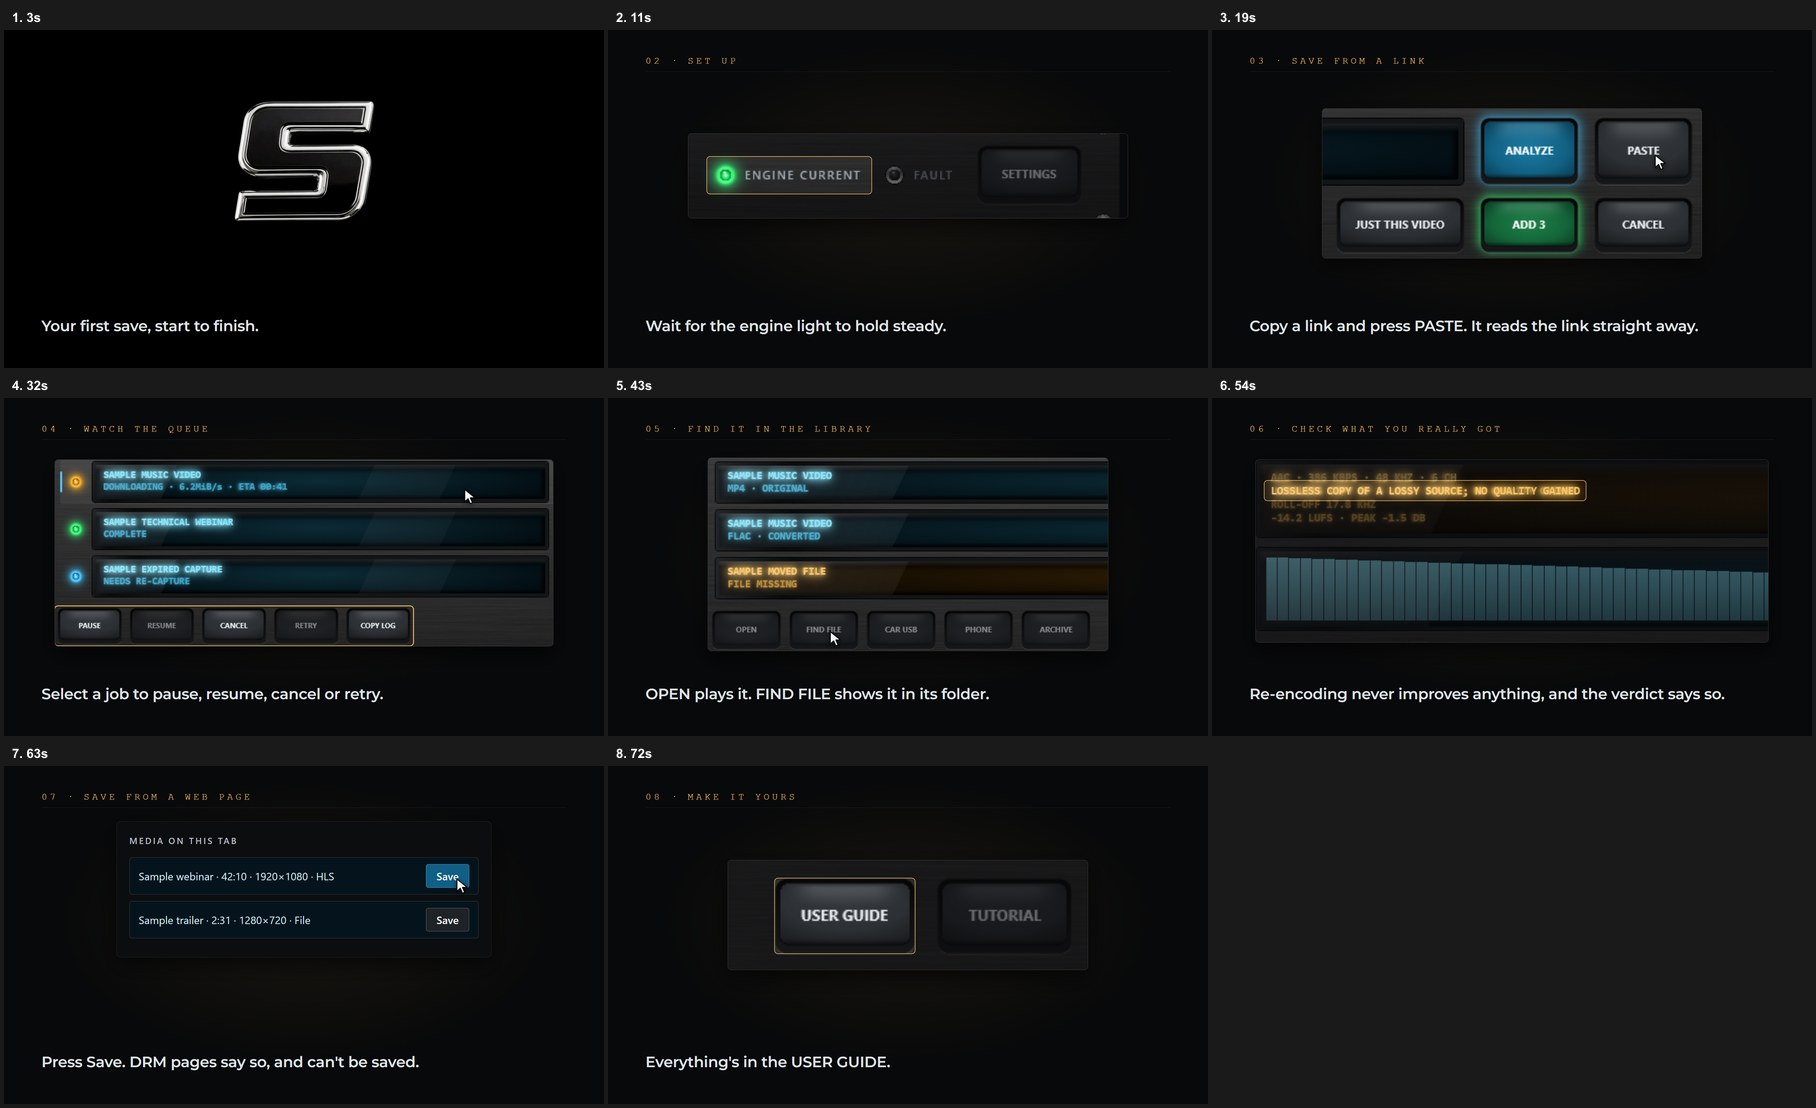 1. 3s
S
Your first save, start to finish.
2. 11s
02 · SET UP
ENGINE CURRENT
FAULT
SETTINGS
Wait for the engine light to hold steady.
3. 19s
03 · SAVE FROM A LINK
ANALYZE
PASTE
JUST THIS VIDEO
ADD 3
CANCEL
Copy a link and press PASTE. It reads the link straight away.
4. 32s
04 · WATCH THE QUEUE
SAMPLE MUSIC VIDEO
DOWNLOADING · 6.2MiB/s · ETA 00:41
SAMPLE TECHNICAL WEBINAR
COMPLETE
SAMPLE EXPIRED CAPTURE
NEEDS RE-CAPTURE
PAUSE
RESUME
CANCEL
RETRY
COPY LOG
Select a job to pause, resume, cancel or retry.
5. 43s
05 · FIND IT IN THE LIBRARY
SAMPLE MUSIC VIDEO
MP4 · ORIGINAL
SAMPLE MUSIC VIDEO
FLAC · CONVERTED
SAMPLE MOVED FILE
FILE MISSING
OPEN
FIND FILE
CAR USB
PHONE
ARCHIVE
OPEN plays it. FIND FILE shows it in its folder.
6. 54s
06 · CHECK WHAT YOU REALLY GOT
KBPS · 48 KHZ · 6 CH
LOSSLESS COPY OF A LOSSY SOURCE; NO QUALITY GAINED
ROLL-OFF 17.8 KHZ
-14.2 LUFS · PEAK -1.5 DB
Re-encoding never improves anything, and the verdict says so.
7. 63s
07 · SAVE FROM A WEB PAGE
MEDIA ON THIS TAB
Sample webinar · 42:10 · 1920×1080 · HLS
Save
Sample trailer · 2:31 · 1280×720 · File
Save
Press Save. DRM pages say so, and can't be saved.
8. 72s
08 · MAKE IT YOURS
USER GUIDE
TUTORIAL
Everything's in the USER GUIDE.